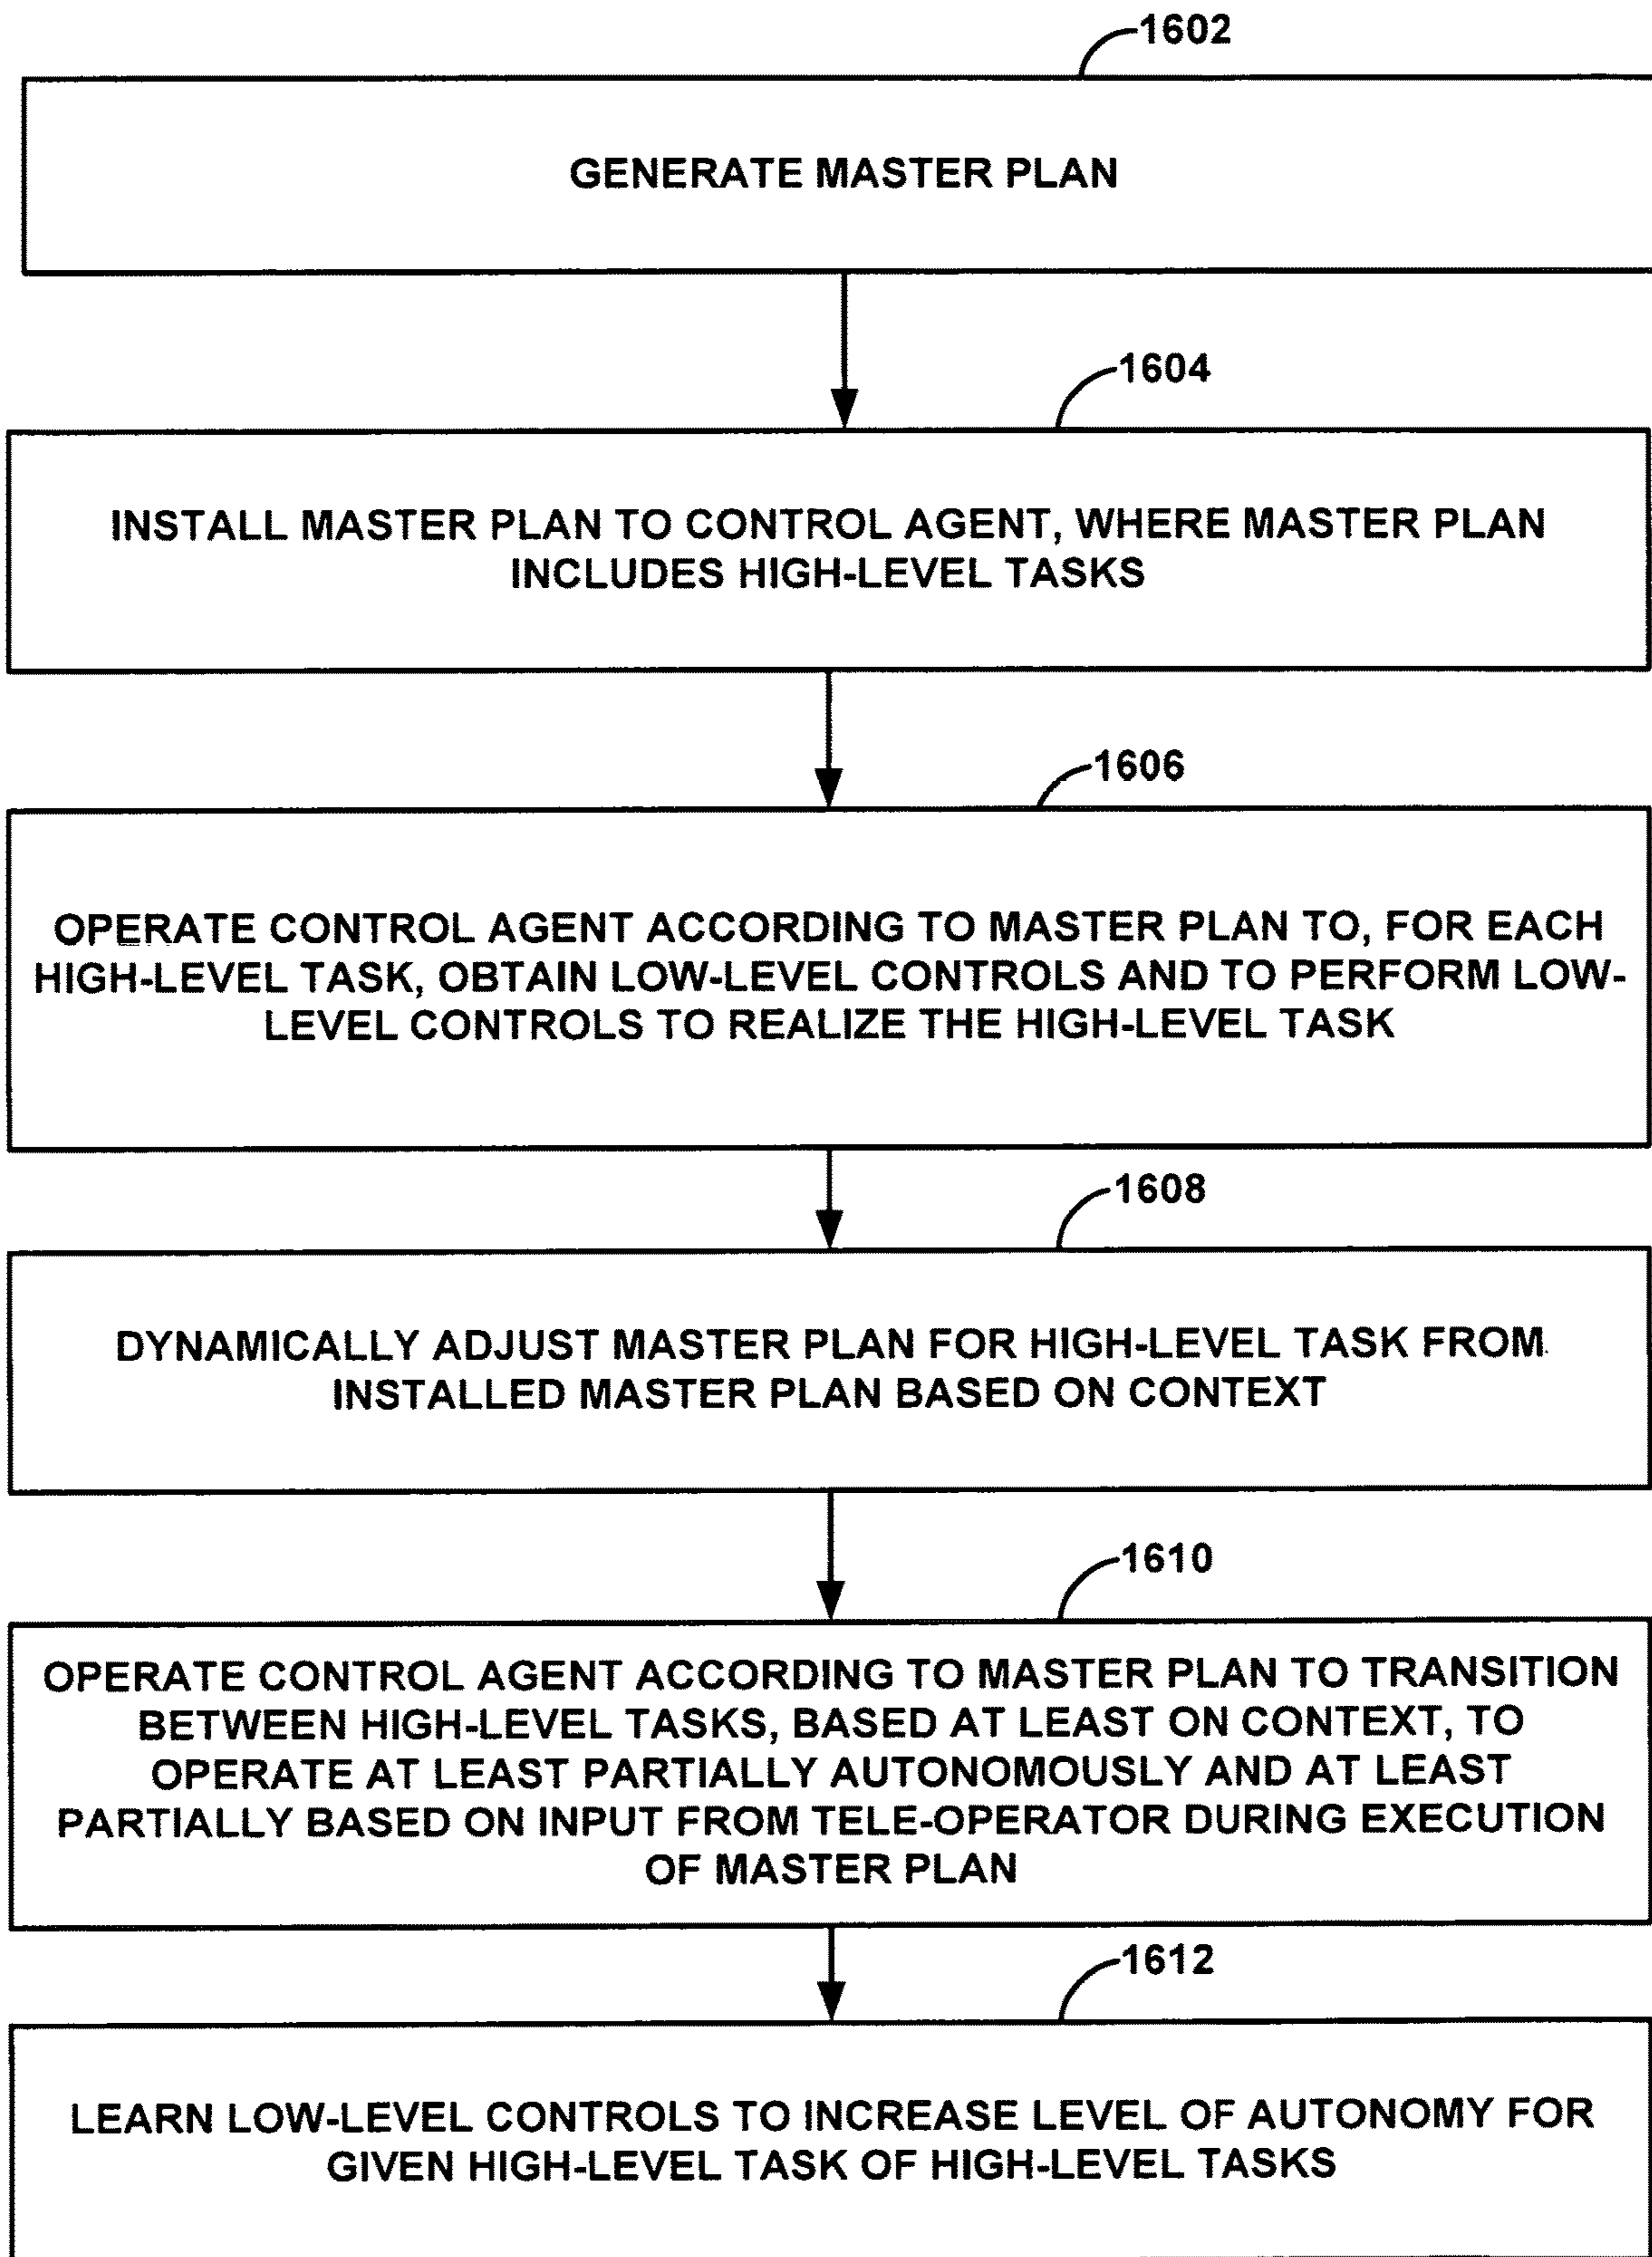 1602
GENERATE MASTER PLAN
1604
INSTALL MASTER PLAN TO CONTROL AGENT, WHERE MASTER PLAN
INCLUDES HIGH-LEVEL TASKS
1606
OPERATE CONTROL AGENT ACCORDING TO MASTER PLAN TO, FOR EACH
HIGH-LEVEL TASK, OBTAIN LOW-LEVEL CONTROLS AND TO PERFORM LOW-
LEVEL CONTROLS TO REALIZE THE HIGH-LEVEL TASK
1608
DYNAMICALLY ADJUST MASTER PLAN FOR HIGH-LEVEL TASK FROM
INSTALLED MASTER PLAN BASED ON CONTEXT
1610
OPERATE CONTROL AGENT ACCORDING TO MASTER PLAN TO TRANSITION
BETWEEN HIGH-LEVEL TASKS, BASED AT LEAST ON CONTEXT, TO
OPERATE AT LEAST PARTIALLY AUTONOMOUSLY AND AT LEAST
PARTIALLY BASED ON INPUT FROM TELE-OPERATOR DURING EXECUTION
OF MASTER PLAN
1612
LEARN LOW-LEVEL CONTROLS TO INCREASE LEVEL OF AUTONOMY FOR
GIVEN HIGH-LEVEL TASK OF HIGH-LEVEL TASKS